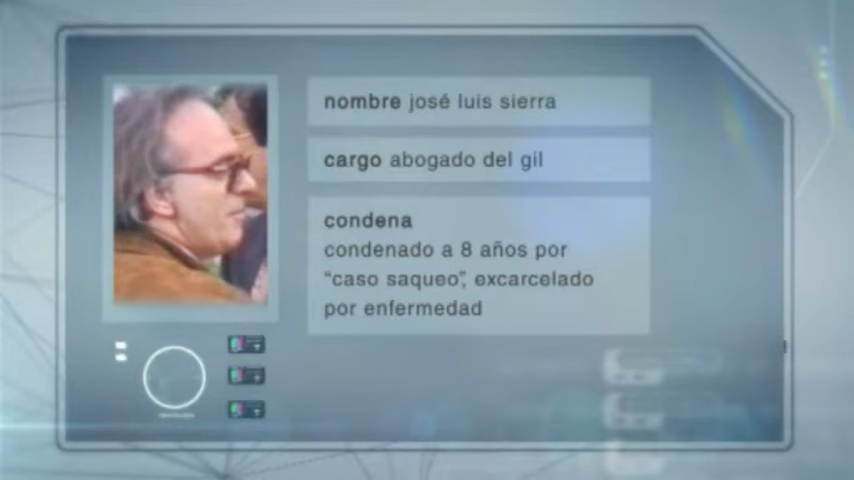 nombre josé luis sierra
cargo abogado del gil
condena
condenado a 8 años por
“caso saqueo”, excarcelado
por enfermedad